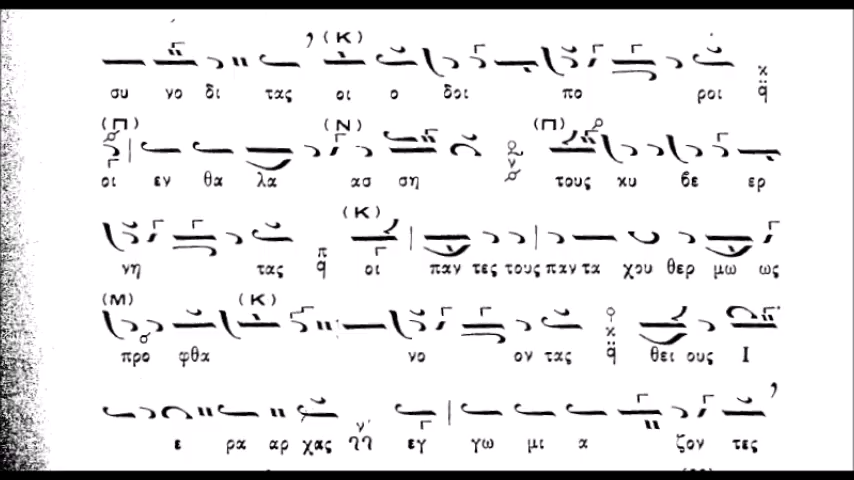 (Κ)
συ νο δι τας οι ο δοι πο ροι
(Π) (Ν) (Π)
οι εν θα λα ασ ση τους κυ βε ερ
(Κ)
νη τας οι παν τες τους παν τα χου θερ μω ως
(Μ) (Κ)
προ φθα νο ον τας θει ους Ι
ε ρα αρ χας εγ γω μι α ζον τες